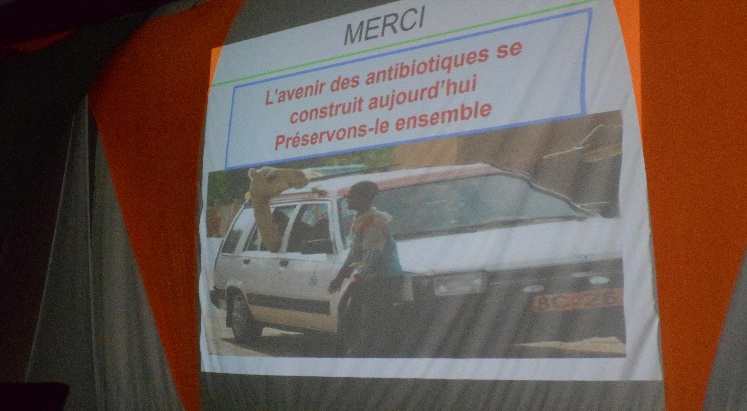 MERCI
L'avenir des antibiotiques se
construit aujourd'hui
Préservons-le ensemble